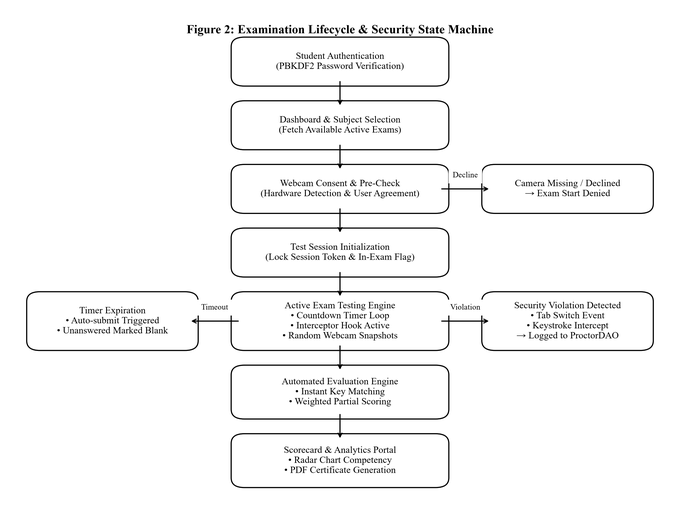 Figure 2: Examination Lifecycle & Security State Machine
Student Authentication
(PBKDF2 Password Verification)
Dashboard & Subject Selection
(Fetch Available Active Exams)
Webcam Consent & Pre-Check
(Hardware Detection & User Agreement)
Decline
Camera Missing / Declined
→ Exam Start Denied
Test Session Initialization
(Lock Session Token & In-Exam Flag)
Timer Expiration
• Auto-submit Triggered
• Unanswered Marked Blank
Timeout
Active Exam Testing Engine
• Countdown Timer Loop
• Interceptor Hook Active
• Random Webcam Snapshots
Violation
Security Violation Detected
• Tab Switch Event
• Keystroke Intercept
→ Logged to ProctorDAO
Automated Evaluation Engine
• Instant Key Matching
• Weighted Partial Scoring
Scorecard & Analytics Portal
• Radar Chart Competency
• PDF Certificate Generation